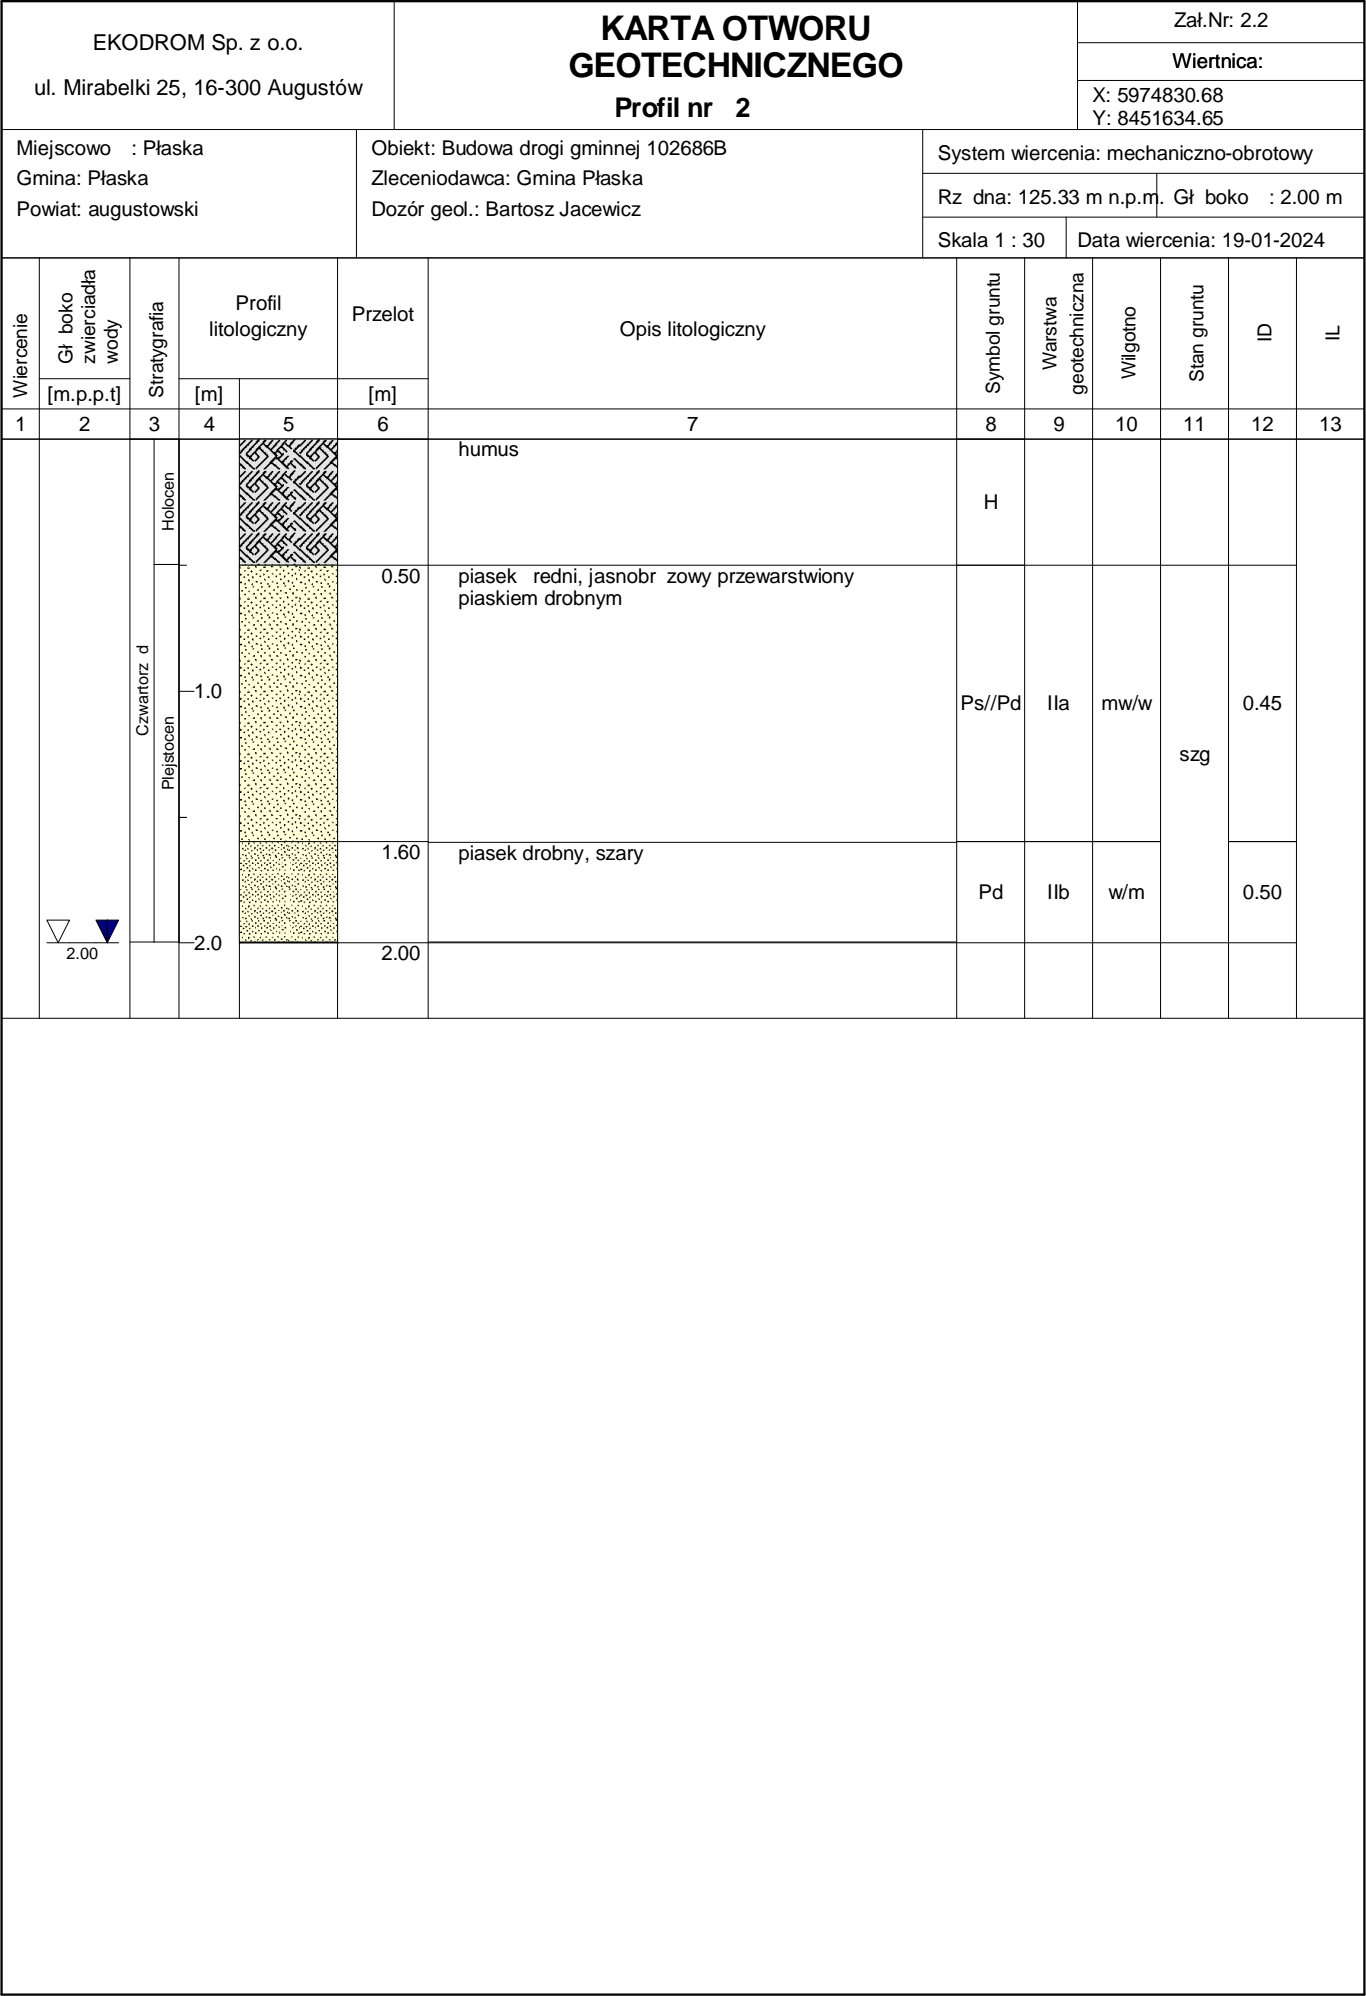 EKODROM Sp. z o.o.
ul. Mirabelki 25, 16-300 Augustów
KARTA OTWORU
GEOTECHNICZNEGO
Profil nr 2
Zał.Nr: 2.2
Wiertnica:
X: 5974830.68
Y: 8451634.65
Miejscowo : Płaska
Gmina: Płaska
Powiat: augustowski
Obiekt: Budowa drogi gminnej 102686B
Zleceniodawca: Gmina Płaska
Dozór geol.: Bartosz Jacewicz
System wiercenia: mechaniczno-obrotowy
Rz dna: 125.33 m n.p.m. Gł boko : 2.00 m
Skala 1 : 30 Data wiercenia: 19-01-2024
Wiercenie
Gł boko
zwierciadła
wody
[m.p.p.t]
Stratygrafia
Profil
litologiczny
[m]
Przelot
[m]
Opis litologiczny
Symbol gruntu
Warstwa
geotechniczna
Wilgotno
Stan gruntu
ID
IL
1 2 3 4 5 6 7 8 9 10 11 12 13
humus
Holocen
H
0.50 piasek redni, jasnobr zowy przewarstwiony
piaskiem drobnym
Czwartorz d
Plejstocen
1.0
Ps//Pd IIa mw/w 0.45
szg
1.60 piasek drobny, szary
Pd IIb w/m 0.50
2.00
2.0
2.00